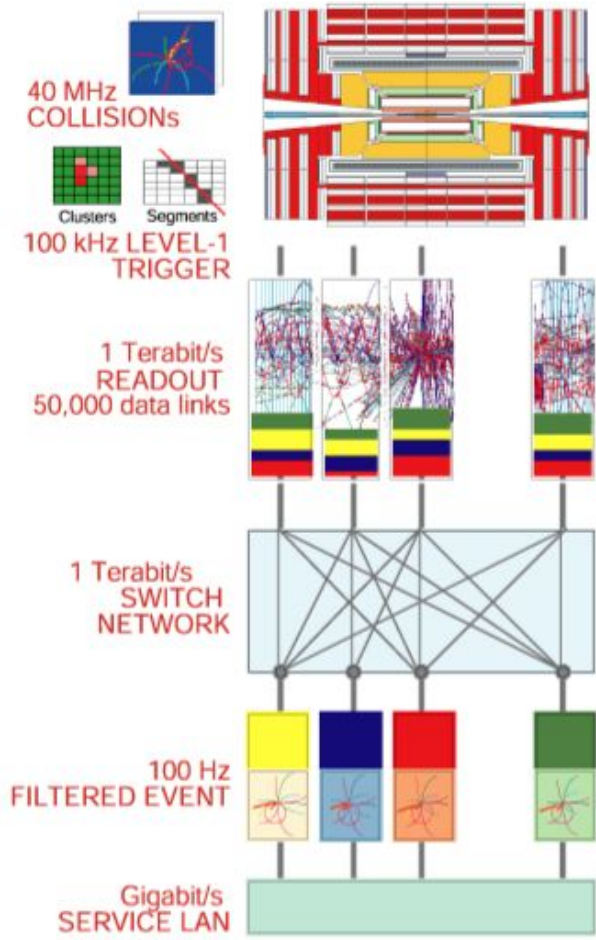 40 MHz
COLLISIONs
Clusters
Segments
100 kHz LEVEL-1
TRIGGER
1 Terabit/s
READOUT
50,000 data links
1 Terabit/s
SWITCH
NETWORK
100 Hz
FILTERED EVENT
Gigabit/s
SERVICE LAN